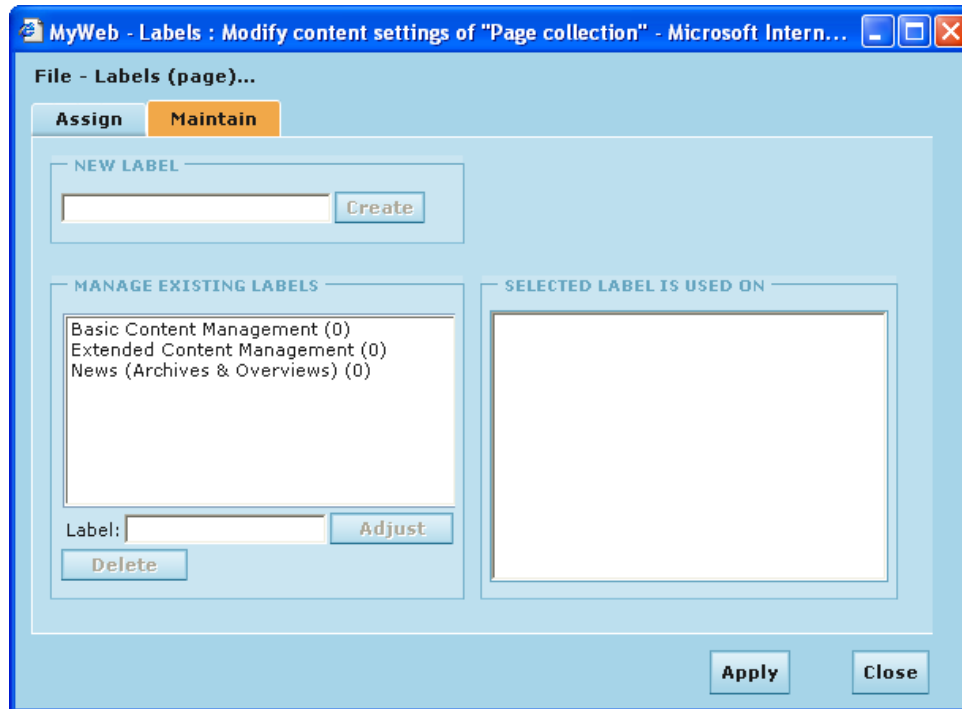 MyWeb - Labels : Modify content settings of "Page collection" - Microsoft Intern...
File - Labels (page)...
Assign
Maintain
NEW LABEL
Create
MANAGE EXISTING LABELS
Basic Content Management (0)
Extended Content Management (0)
News (Archives & Overviews) (0)
Label:
Adjust
Delete
SELECTED LABEL IS USED ON
Apply
Close